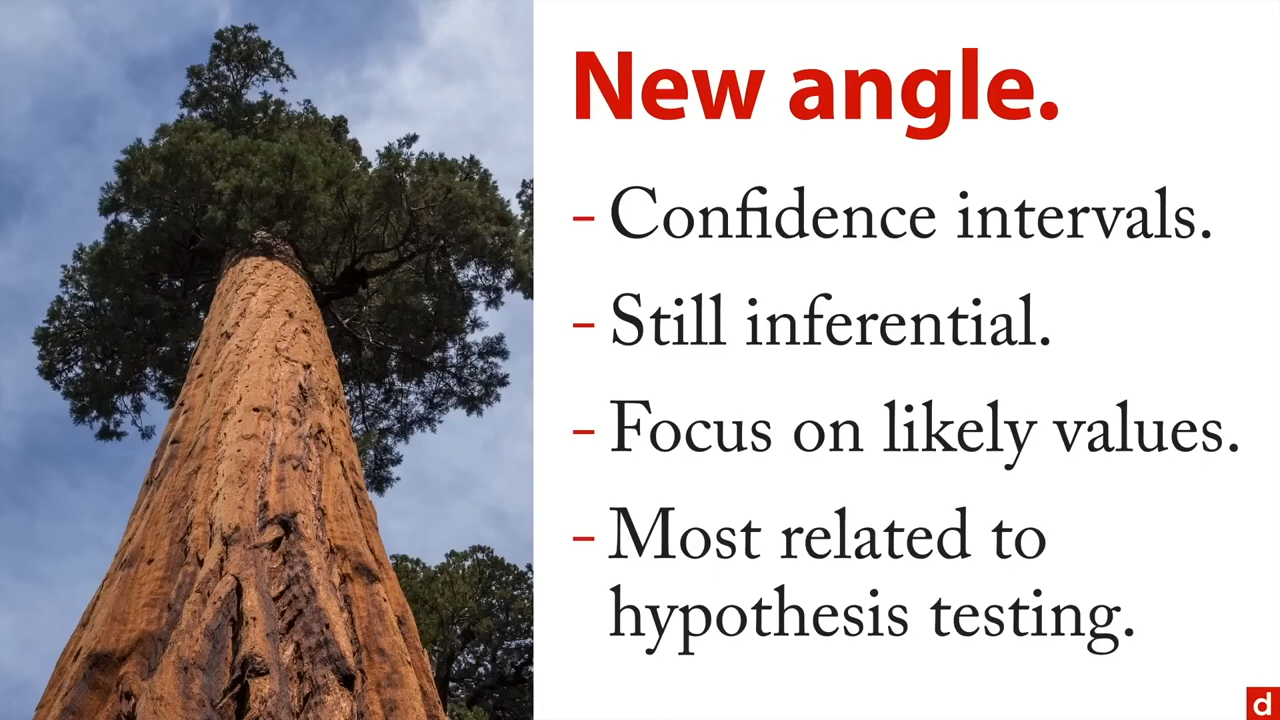 New angle.
- Confidence intervals.
- Still inferential.
- Focus on likely values.
- Most related to
hypothesis testing.
d